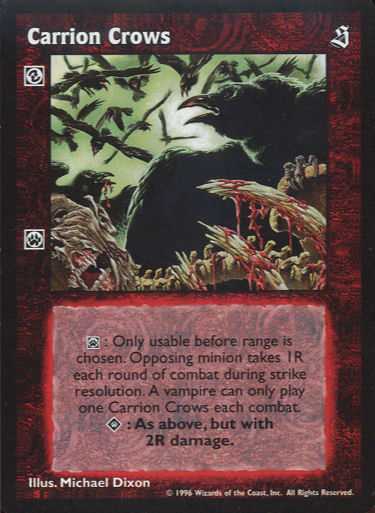 Carrion Crows
: Only usable before range is
chosen. Opposing minion takes 1R
each round of combat during strike
resolution. A vampire can only play
one Carrion Crows each combat.
: As above, but with
2R damage.
Illus. Michael Dixon
© 1996 Wizards of the Coast, Inc. All Rights Reserved.